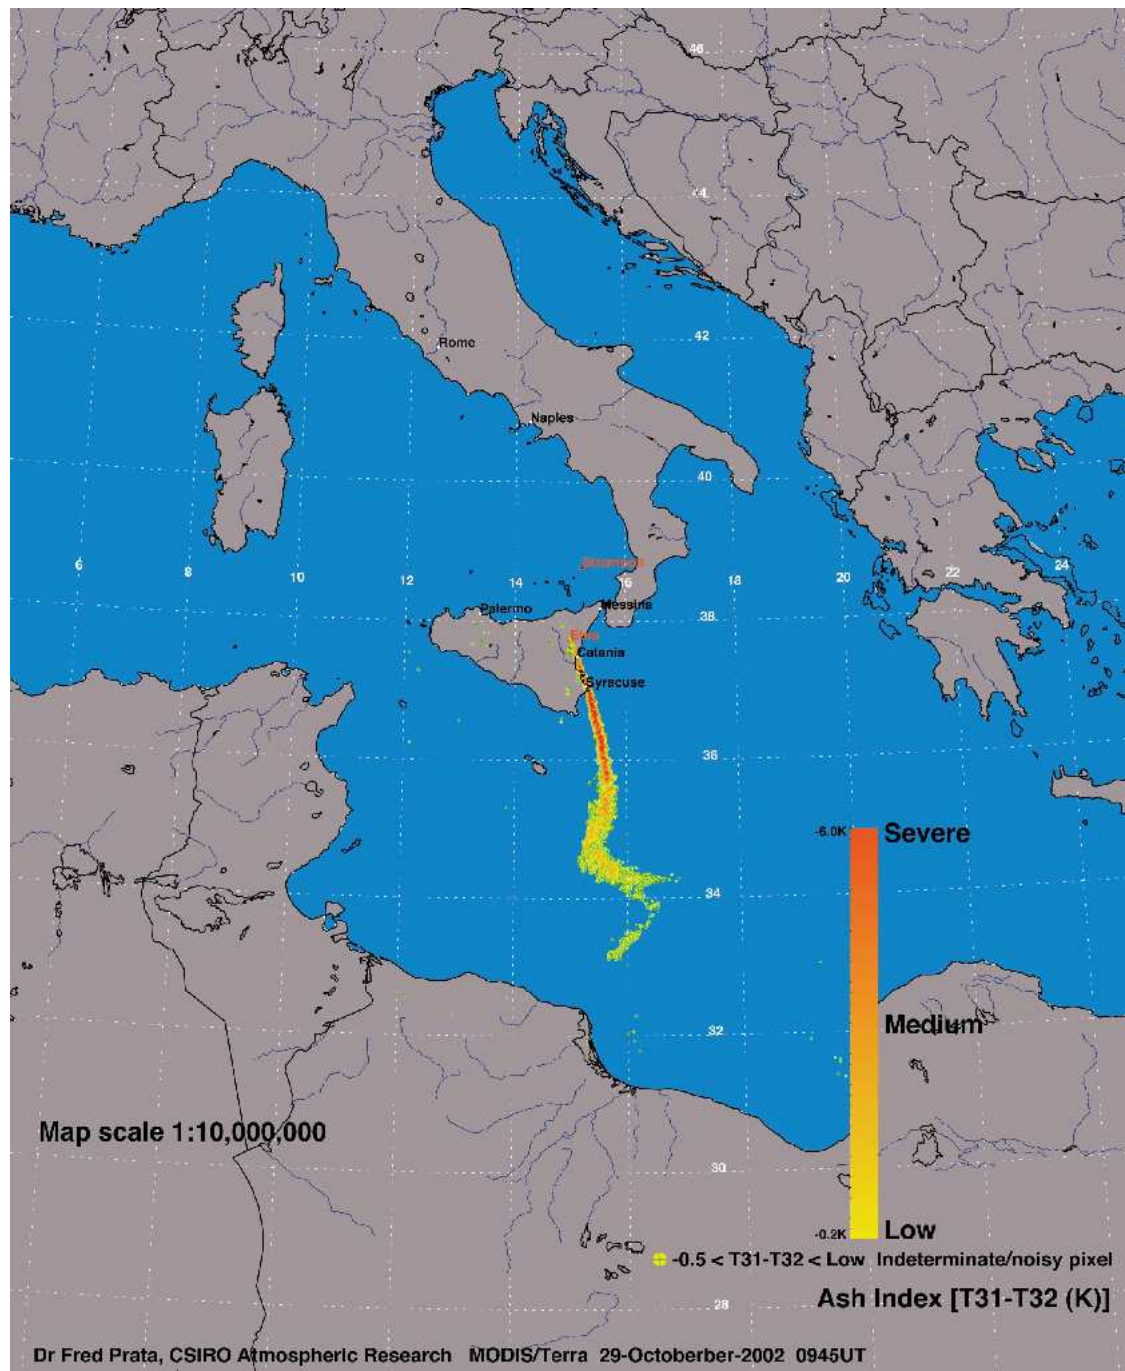 46
44
Rome
42
Naples
40
6
10
12
14
16
18
20
22
24
Palermo
Messina
38
Etna
Catania
Syracuse
36
-6.0K
Severe
34
32
Medium
Map scale 1:10,000,000
30
-0.2K
Low
-0.5 < T31-T32 < Low Indeterminate/noisy pixel
28
Ash Index [T31-T32 (K)]
Dr Fred Prata, CSIRO Atmospheric Research MODIS/Terra 29-Octoberber-2002 0945UT